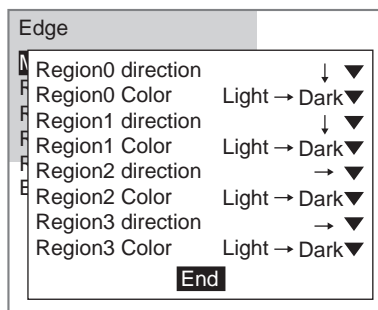 Edge
Region0 direction ↓ ▼
Region0 Color Light → Dark▼
Region1 direction ↓ ▼
Region1 Color Light → Dark▼
Region2 direction → ▼
Region2 Color Light → Dark▼
Region3 direction → ▼
Region3 Color Light → Dark▼
End